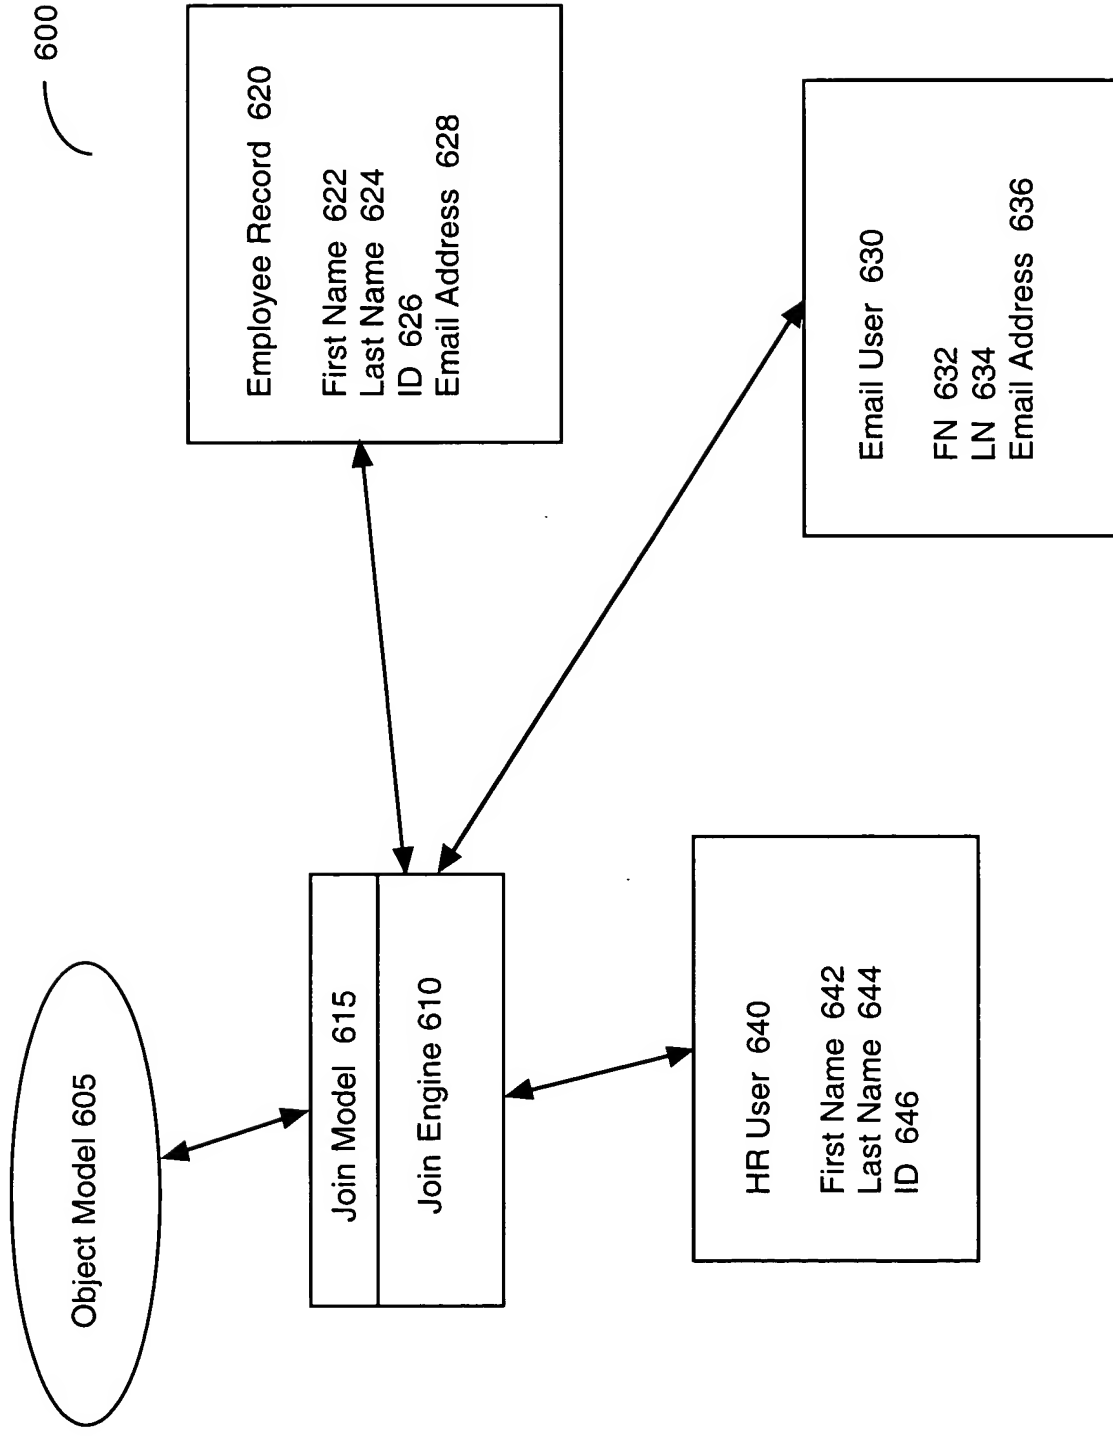 600
Object Model 605
Join Model 615
Join Engine 610
Employee Record 620
First Name 622
Last Name 624
ID 626
Email Address 628
HR User 640
First Name 642
Last Name 644
ID 646
Email User 630
FN 632
LN 634
Email Address 636